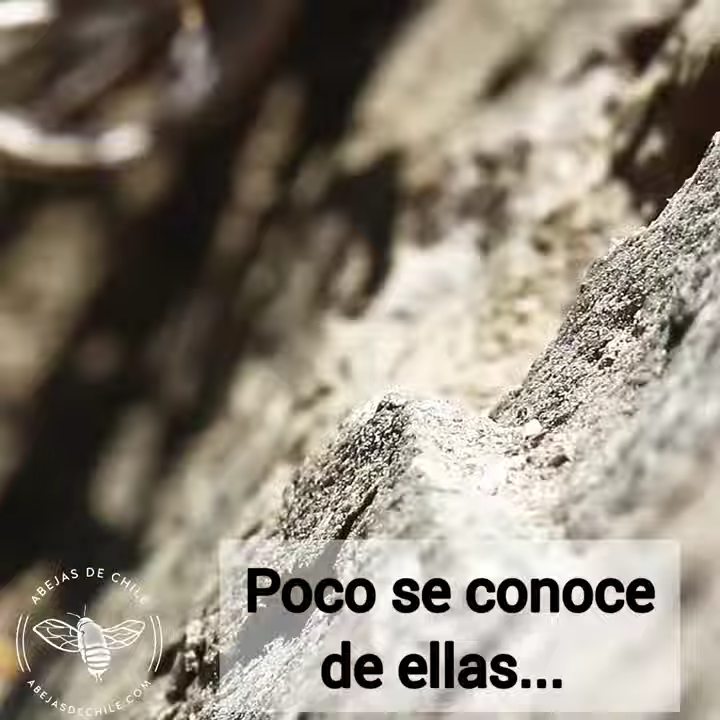 ABEJAS DE CHILE
ABEJASDECHILE.COM
Poco se conoce
de ellas...